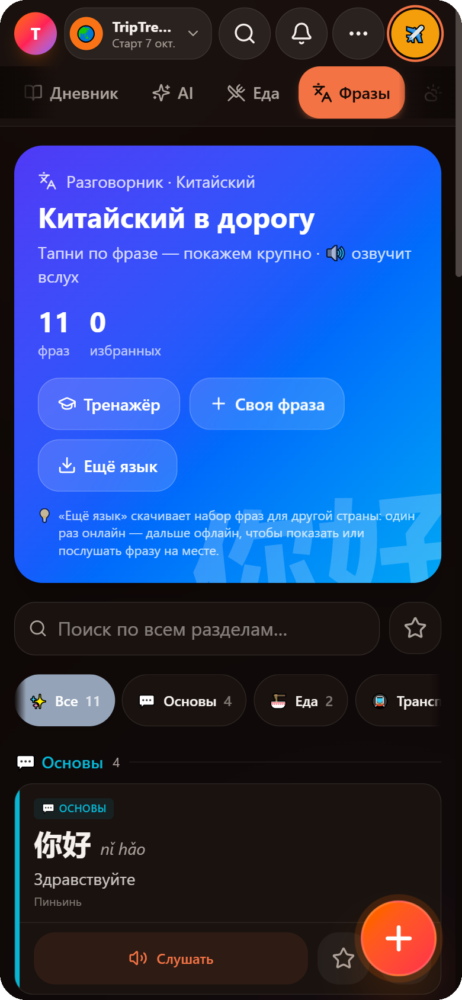 T
TripTre...
Старт 7 окт.
Дневник
AI
Еда
Фразы
Разговорник · Китайский
Китайский в дорогу
Тапни по фразе — покажем крупно · 🔊 озвучит
вслух
11 0
фраз избранных
Тренажёр
Своя фраза
Ещё язык
«Ещё язык» скачивает набор фраз для другой страны: один
раз онлайн — дальше офлайн, чтобы показать или
послушать фразу на месте.
你好
Поиск по всем разделам...
Все 11
Основы 4
Еда 2
Трансп
Основы 4
ОСНОВЫ
你好 nǐ hǎo
Здравствуйте
Пиньинь
Слушать